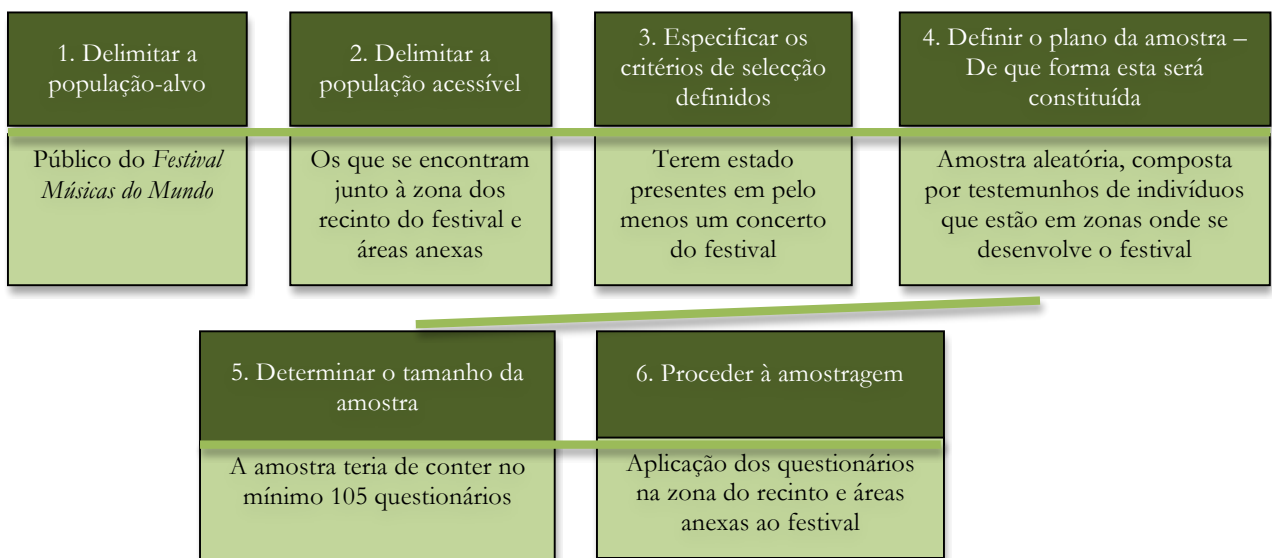 1. Delimitar a
população-alvo
Público do Festival
Músicas do Mundo
2. Delimitar a
população acessível
Os que se encontram
junto à zona dos
recinto do festival e
áreas anexas
3. Especificar os
critérios de selecção
definidos
Terem estado
presentes em pelo
menos um concerto
do festival
4. Definir o plano da amostra –
De que forma esta será
constituída
Amostra aleatória, composta
por testemunhos de indivíduos
que estão em zonas onde se
desenvolve o festival
5. Determinar o tamanho da
amostra
A amostra teria de conter no
mínimo 105 questionários
6. Proceder à amostragem
Aplicação dos questionários
na zona do recinto e áreas
anexas ao festival